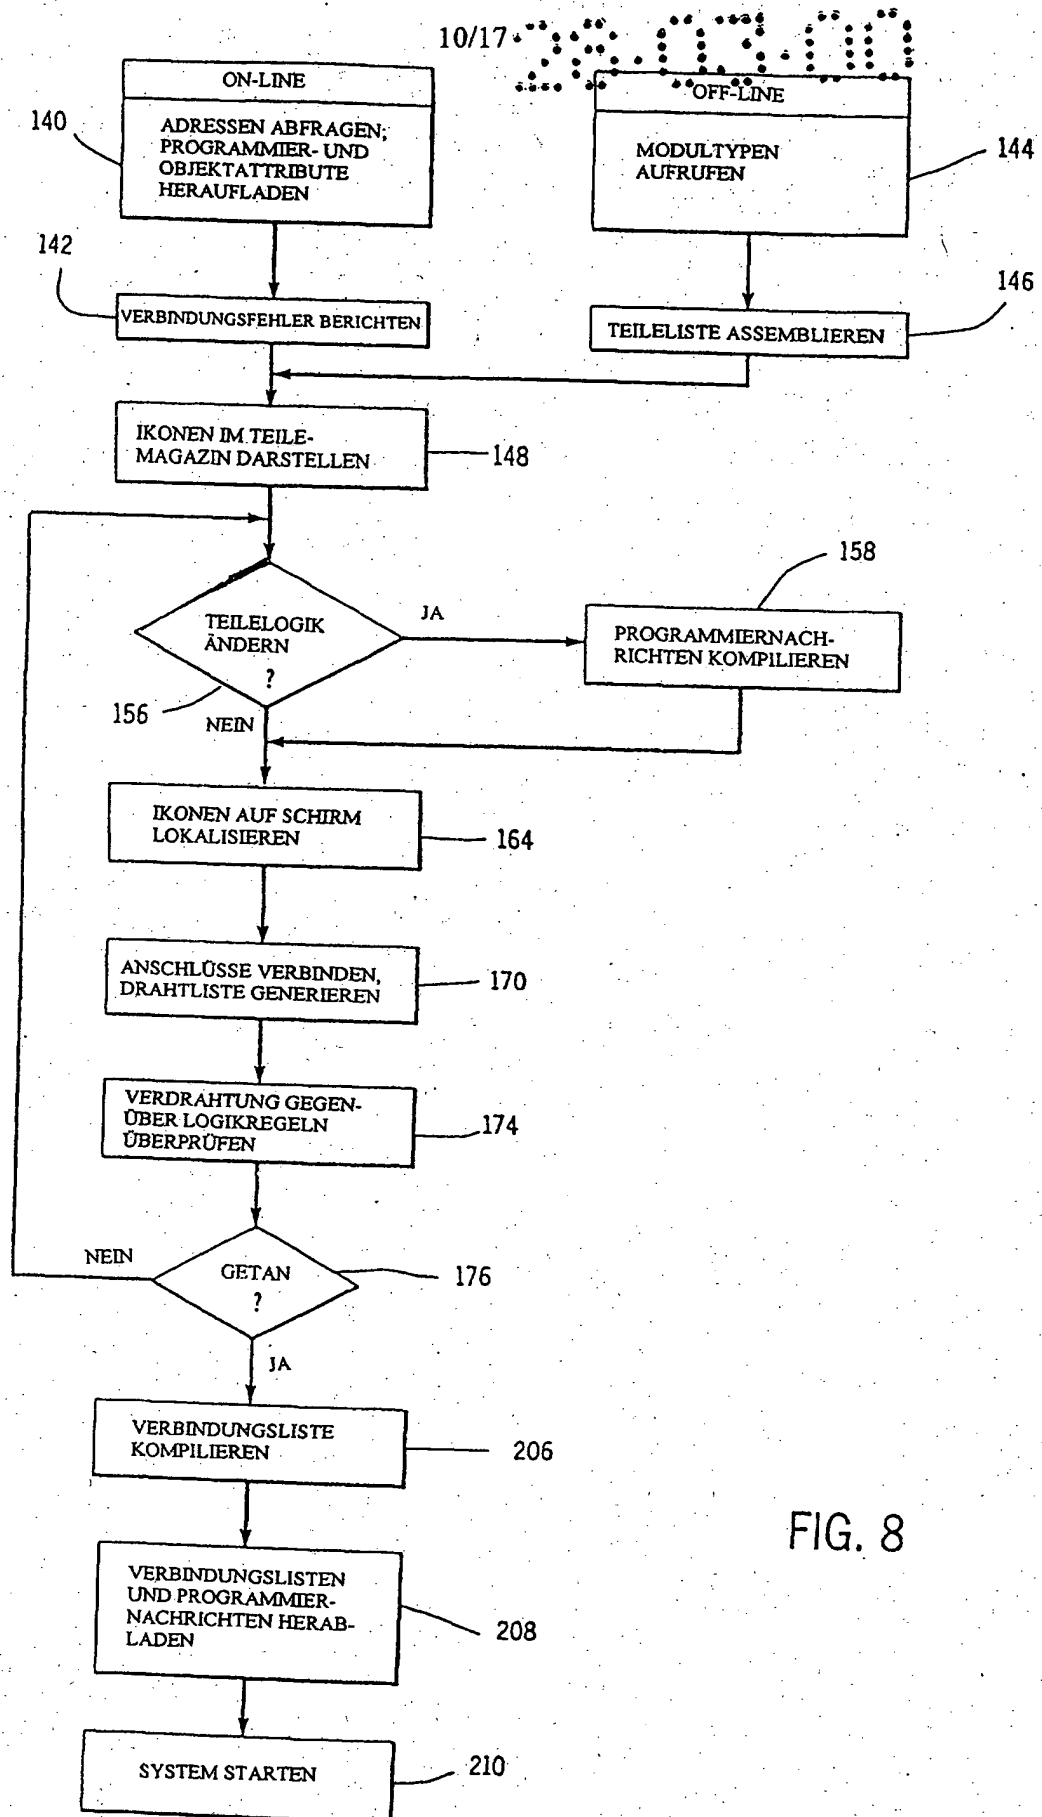 10/17
28.03.00
ON-LINE
ADRESSEN ABFRAGEN;
PROGRAMMIER- UND
OBJEKTATTRIBUTE
HERAUFLADEN
140
OFF-LINE
MODULTYPEN
AUFRUFEN
144
142
VERBINDUNGSFEHLER BERICHTEN
146
TEILELISTE ASSEMBLIEREN
IKONEN IM TEILE-
MAGAZIN DARSTELLEN
148
158
TEILELOGIK
ÄNDERN
?
JA
156
NEIN
PROGRAMMIERNACH-
RICHTEN KOMPILIEREN
IKONEN AUF SCHIRM
LOKALISIEREN
164
ANSCHLÜSSE VERBINDEN,
DRAHTLISTE GENERIEREN
170
VERDRAHTUNG GEGEN-
ÜBER LOGIKREGELN
ÜBERPRÜFEN
174
NEIN
GETAN
?
176
JA
VERBINDUNGSLISTE
KOMPILIEREN
206
FIG. 8
VERBINDUNGSLISTEN
UND PROGRAMMIER-
NACHRICHTEN HERAB-
LADEN
208
SYSTEM STARTEN
210